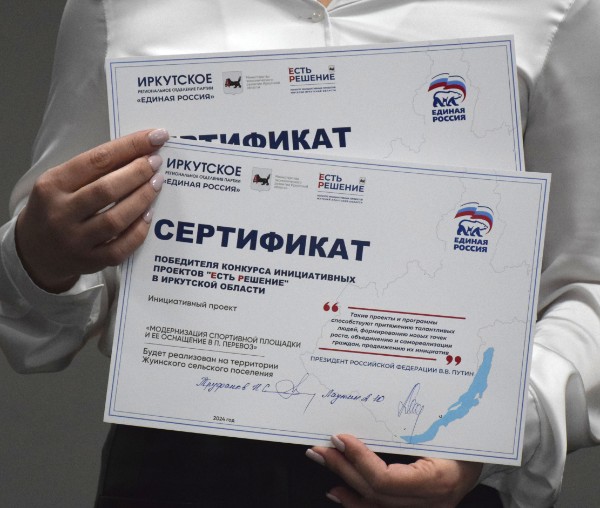 ИРКУТСКОЕ
РЕГИОНАЛЬНОЕ ОТДЕЛЕНИЕ ПАРТИИ
«ЕДИНАЯ РОССИЯ»
ЕСТЬ
РЕШЕНИЕ
ЕДИНАЯ
РОССИЯ
СЕРТИФИКАТ
ИРКУТСКОЕ
РЕГИОНАЛЬНОЕ ОТДЕЛЕНИЕ ПАРТИИ
«ЕДИНАЯ РОССИЯ»
ЕСТЬ
РЕШЕНИЕ
ЕДИНАЯ
РОССИЯ
СЕРТИФИКАТ
ПОБЕДИТЕЛЯ КОНКУРСА ИНИЦИАТИВНЫХ
ПРОЕКТОВ "ЕСТЬ РЕШЕНИЕ"
В ИРКУТСКОЙ ОБЛАСТИ
Инициативный проект
«МОДЕРНИЗАЦИЯ СПОРТИВНОЙ ПЛОЩАДКИ
И ЕЕ ОСНАЩЕНИЕ В П. ПЕРЕВОЗ»
Будет реализован на территории
Жуинского сельского поселения
Такие проекты и программы
способствуют притяжению талантливых
людей, формированию новых точек
роста, объединению и самореализации
граждан, продвижению их инициатив
ПРЕЗИДЕНТ РОССИЙСКОЙ ФЕДЕРАЦИИ В.В. ПУТИН
2024 год